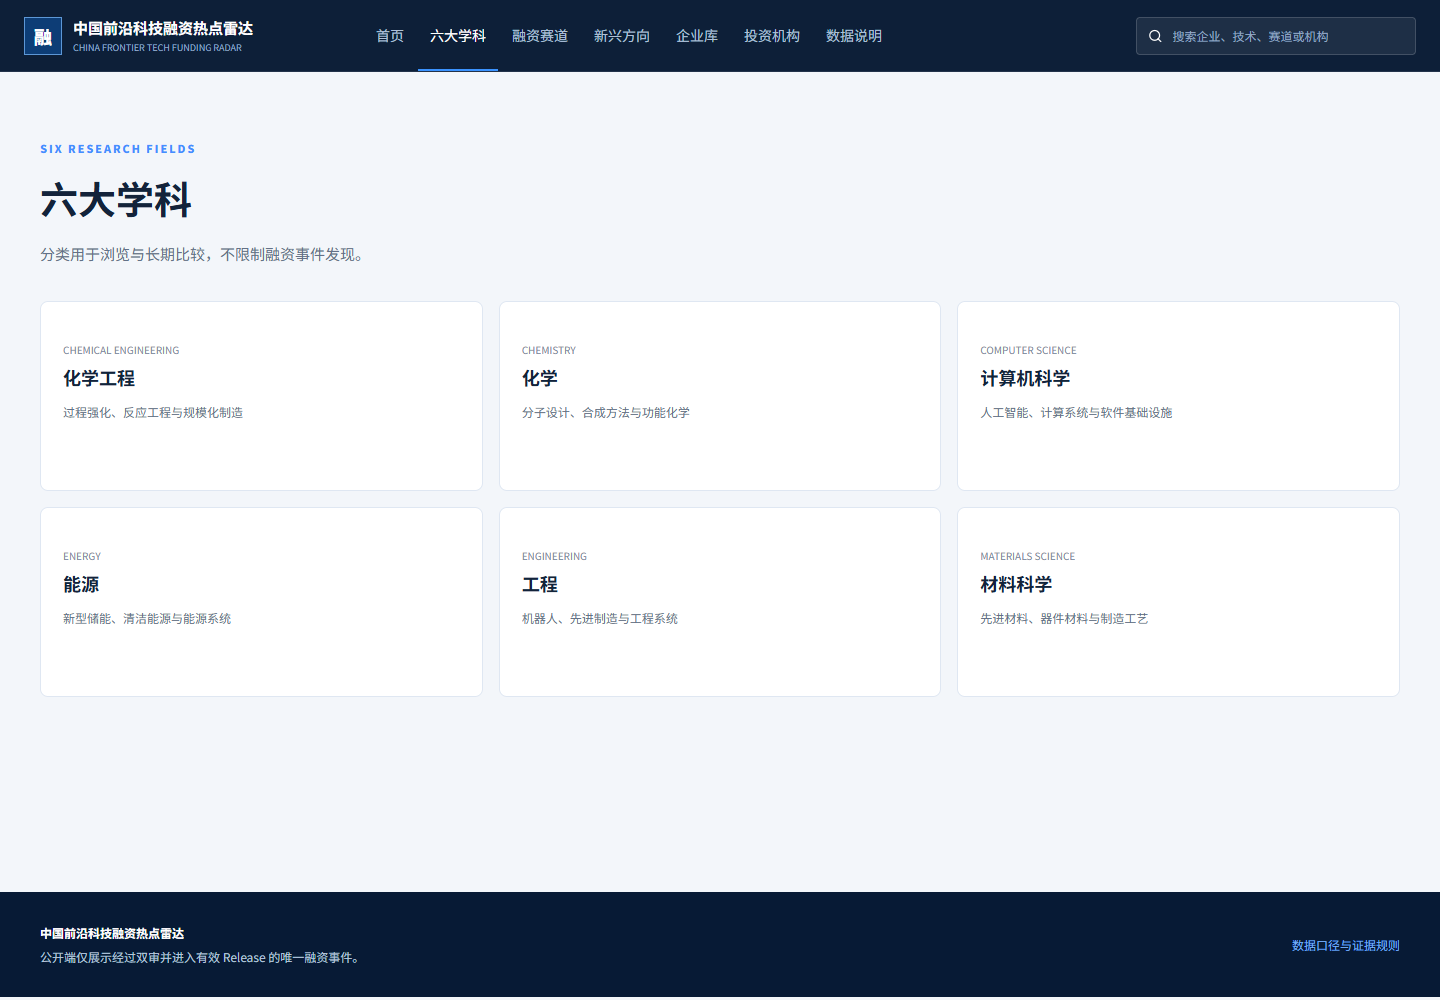 融
中国前沿科技融资热点雷达
CHINA FRONTIER TECH FUNDING RADAR
首页 六大学科 融资赛道 新兴方向 企业库 投资机构 数据说明
搜索企业、技术、赛道或机构
SIX RESEARCH FIELDS
六大学科
分类用于浏览与长期比较，不限制融资事件发现。
CHEMICAL ENGINEERING
化学工程
过程强化、反应工程与规模化制造
CHEMISTRY
化学
分子设计、合成方法与功能化学
COMPUTER SCIENCE
计算机科学
人工智能、计算系统与软件基础设施
ENERGY
能源
新型储能、清洁能源与能源系统
ENGINEERING
工程
机器人、先进制造与工程系统
MATERIALS SCIENCE
材料科学
先进材料、器件材料与制造工艺
中国前沿科技融资热点雷达
公开端仅展示经过双审并进入有效 Release 的唯一融资事件。
数据口径与证据规则